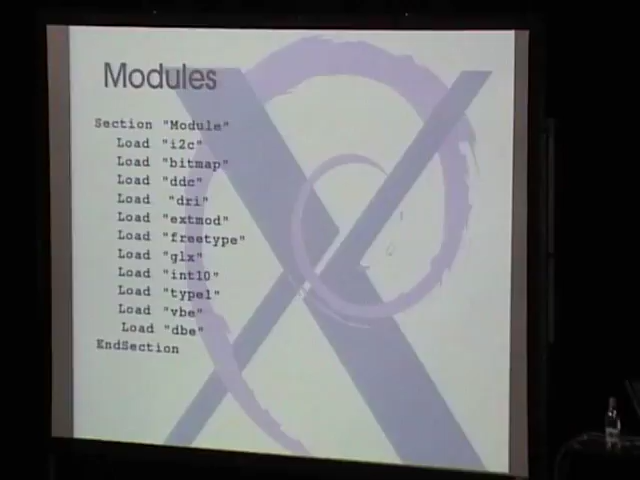 Modules
Section "Module"
Load "i2c"
Load "bitmap"
Load "ddc"
Load "dri"
Load "extmod"
Load "freetype"
Load "glx"
Load "int10"
Load "type1"
Load "vbe"
Load "dbe"
EndSection